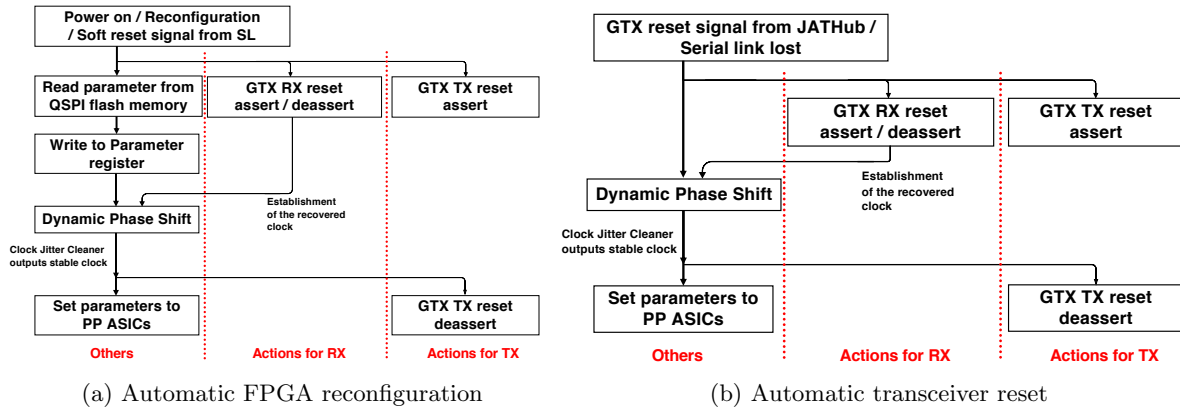 Power on / Reconfiguration
/ Soft reset signal from SL
Read parameter from
QSPI flash memory
GTX RX reset
assert / deassert
GTX TX reset
assert
Write to Parameter
register
Dynamic Phase Shift
Establishment
of the recovered
clock
Clock Jitter Cleaner
outputs stable clock
Set parameters to
PP ASICs
GTX TX reset
deassert
Others
Actions for RX
Actions for TX
(a) Automatic FPGA reconfiguration
GTX reset signal from JATHub /
Serial link lost
GTX RX reset
assert / deassert
GTX TX reset
assert
Dynamic Phase Shift
Establishment
of the recovered
clock
Clock Jitter Cleaner
outputs stable clock
Set parameters to
PP ASICs
GTX TX reset
deassert
Others
Actions for RX
Actions for TX
(b) Automatic transceiver reset